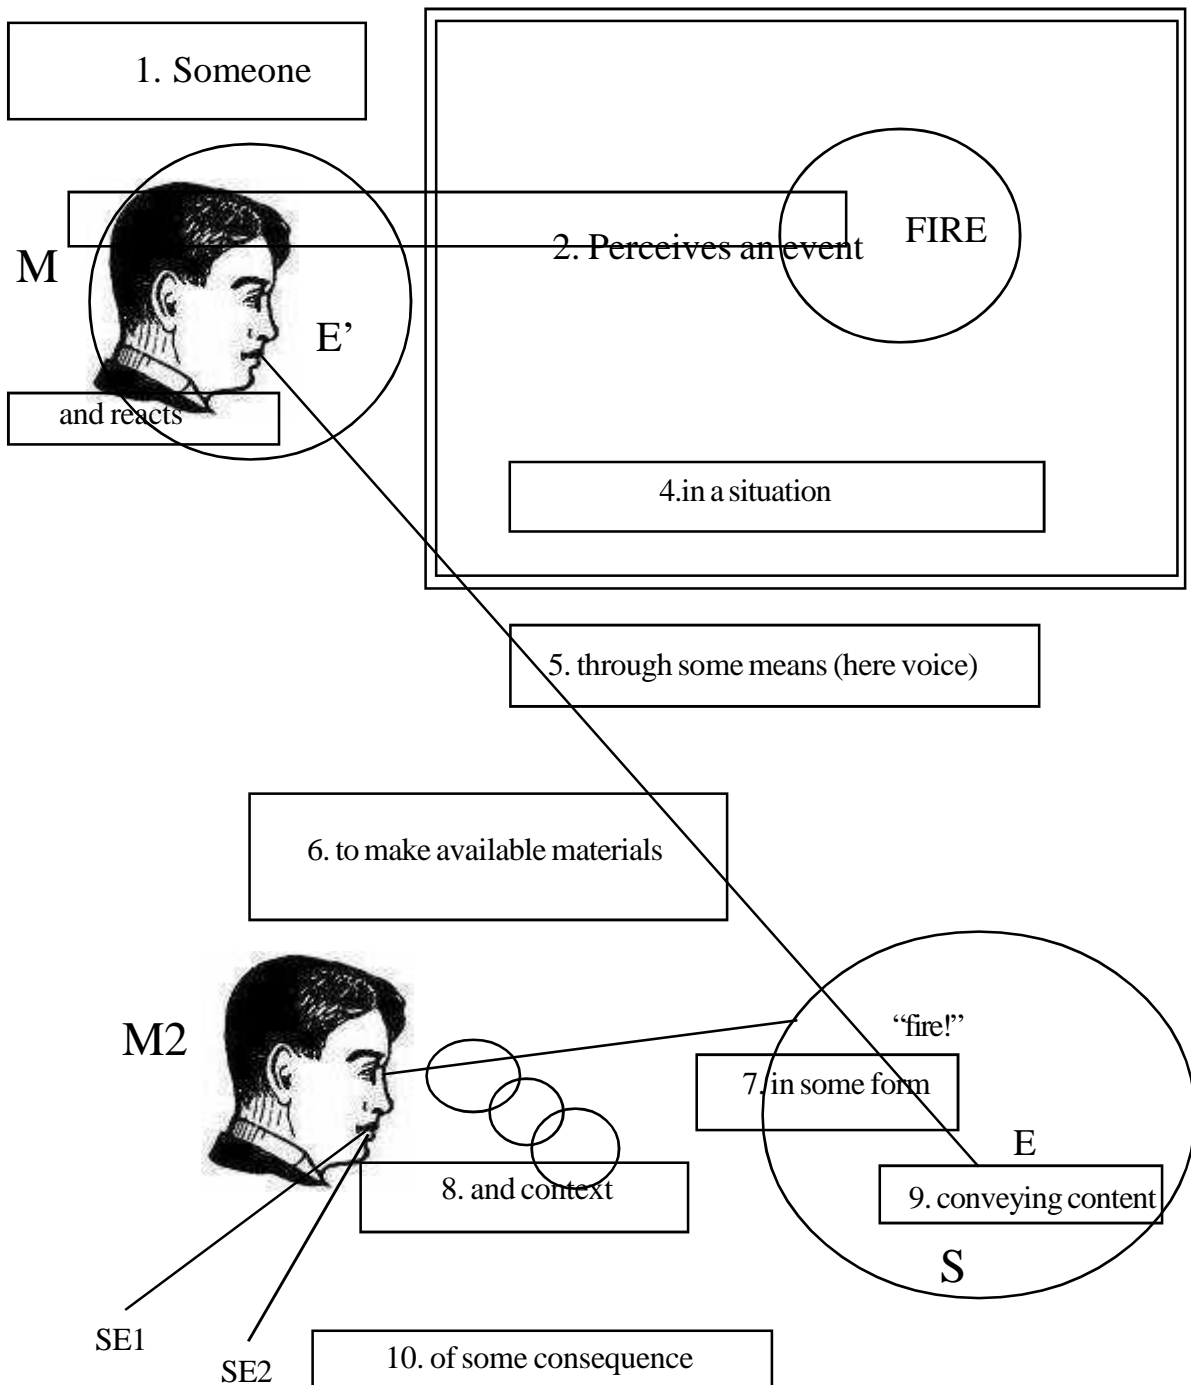 1. Someone
FIRE
2. Perceives an event
M
E’
and reacts
4.in a situation
5. through some means (here voice)
6. to make available materials
“fire!”
M2
7. in some form
E
8. and context
9. conveying content
S
SE1
10. of some consequence
SE2